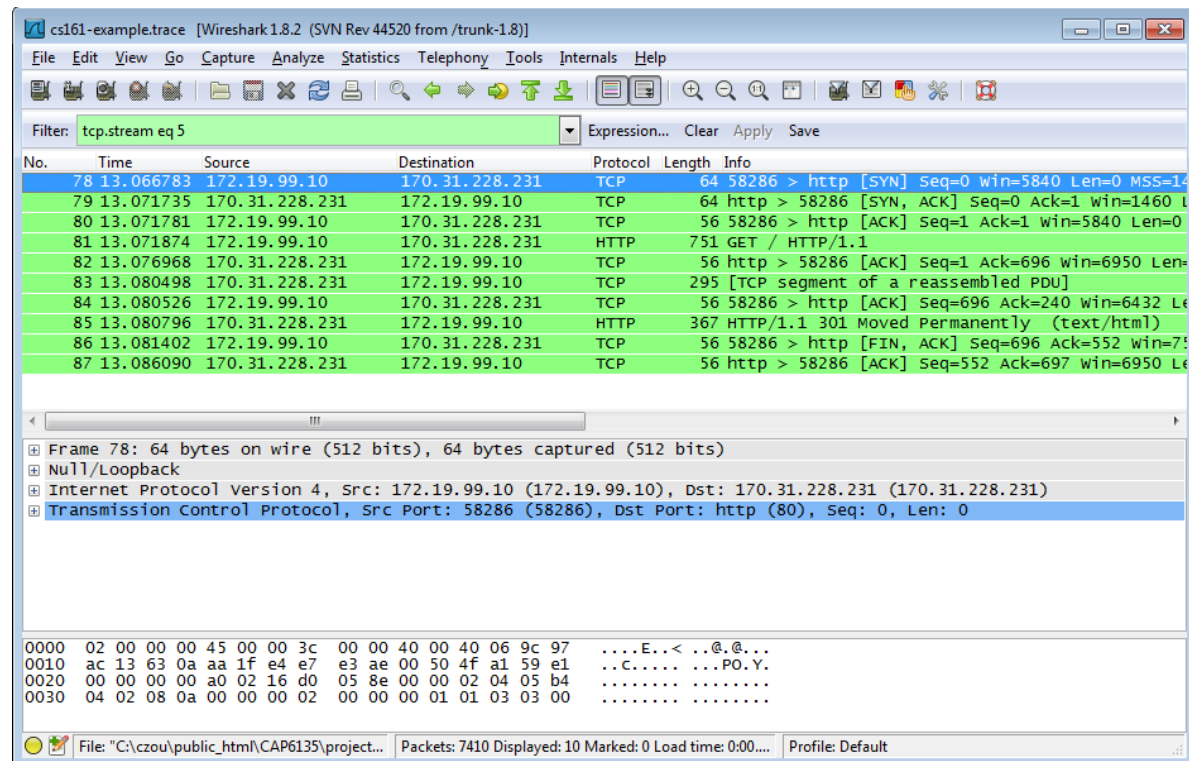 cs161-example.trace [Wireshark 1.8.2 (SVN Rev 44520 from /trunk-1.8)]
File Edit View Go Capture Analyze Statistics Telephony Tools Internals Help
Filter: tcp.stream eq 5 Expression... Clear Apply Save
No. Time Source Destination Protocol Length Info
78 13.066783 172.19.99.10 170.31.228.231 TCP 64 58286 > http [SYN] Seq=0 Win=5840 Len=0 MSS=14
79 13.071735 170.31.228.231 172.19.99.10 TCP 64 http > 58286 [SYN, ACK] Seq=0 Ack=1 Win=1460 L
80 13.071781 172.19.99.10 170.31.228.231 TCP 56 58286 > http [ACK] Seq=1 Ack=1 Win=5840 Len=0
81 13.071874 172.19.99.10 170.31.228.231 HTTP 751 GET / HTTP/1.1
82 13.076968 170.31.228.231 172.19.99.10 TCP 56 http > 58286 [ACK] Seq=1 Ack=696 Win=6950 Len=
83 13.080498 170.31.228.231 172.19.99.10 TCP 295 [TCP segment of a reassembled PDU]
84 13.080526 172.19.99.10 170.31.228.231 TCP 56 58286 > http [ACK] Seq=696 Ack=240 Win=6432 Le
85 13.080796 170.31.228.231 172.19.99.10 HTTP 367 HTTP/1.1 301 Moved Permanently (text/html)
86 13.081402 172.19.99.10 170.31.228.231 TCP 56 58286 > http [FIN, ACK] Seq=696 Ack=552 Win=75
87 13.086090 170.31.228.231 172.19.99.10 TCP 56 http > 58286 [ACK] Seq=552 Ack=697 Win=6950 Le
Frame 78: 64 bytes on wire (512 bits), 64 bytes captured (512 bits)
Null/Loopback
Internet Protocol Version 4, Src: 172.19.99.10 (172.19.99.10), Dst: 170.31.228.231 (170.31.228.231)
Transmission Control Protocol, Src Port: 58286 (58286), Dst Port: http (80), Seq: 0, Len: 0
0000 02 00 00 00 45 00 00 3c 00 00 40 00 40 06 9c 97 ....E..< ..@.@...
0010 ac 13 63 0a aa 1f e4 e7 e3 ae 00 50 4f a1 59 e1 ..c..... ...PO.Y.
0020 00 00 00 00 a0 02 16 d0 05 8e 00 00 02 04 05 b4 ........ ........
0030 04 02 08 0a 00 00 00 02 00 00 00 01 01 03 03 00 ........ ........
File: "C:\czou\public_html\CAP6135\project... Packets: 7410 Displayed: 10 Marked: 0 Load time: 0:00.... Profile: Default